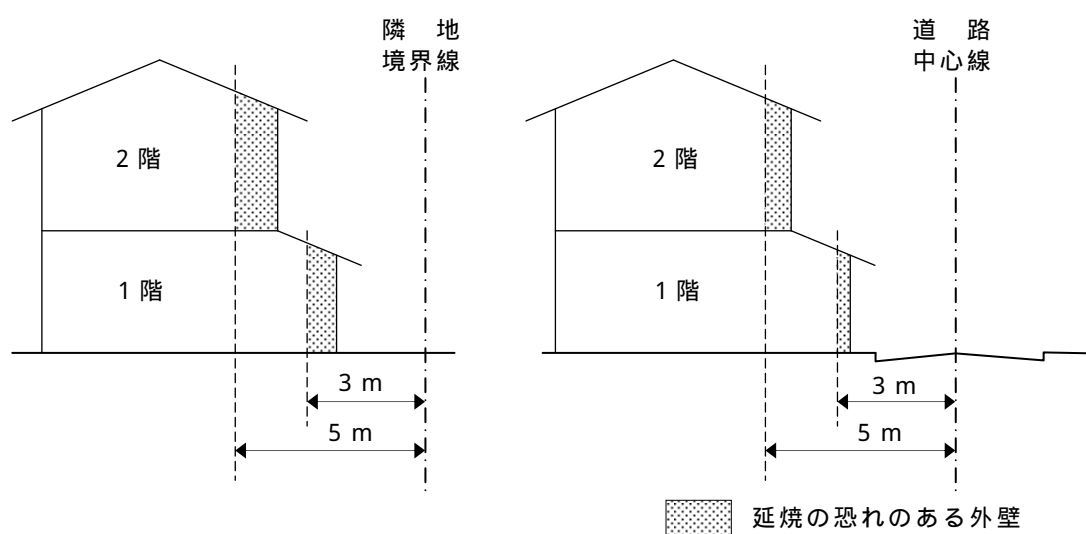 隣 地
境界線
道 路
中心線
2 階
2 階
1 階
1 階
3 m
3 m
5 m
5 m
延焼の恐れのある外壁